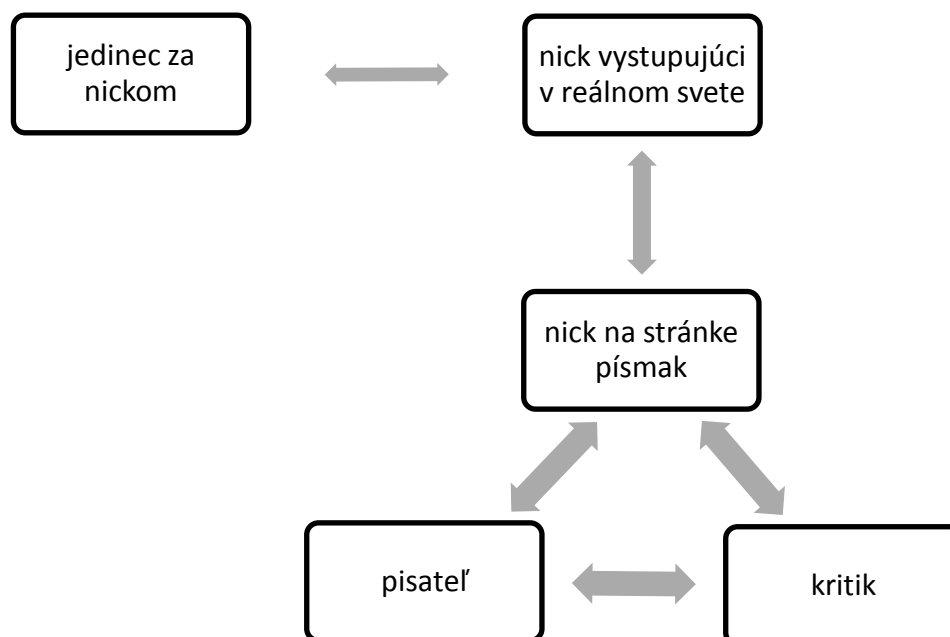 jedinec za
nickom
nick vystupujúci
v reálnom svete
nick na stránke
písmak
pisateľ
kritik